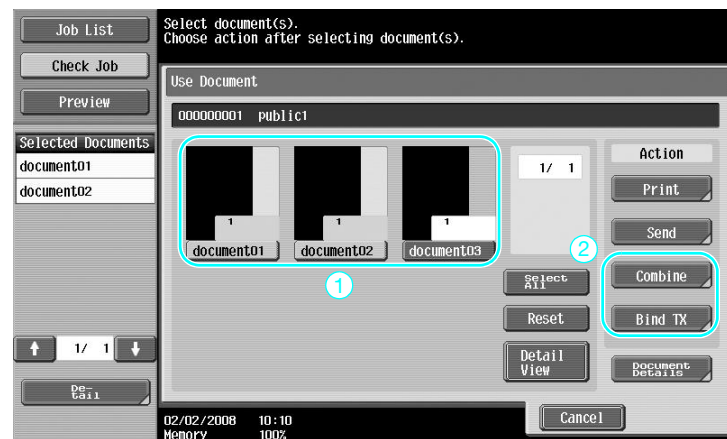 Job List
Check Job
Preview
Selected Documents
document01
document02
1/ 1
De-
tail
Select document(s).
Choose action after selecting document(s).
Use Document
000000001 public1
1
document01
1
document02
1
document03
1
1/ 1
Select
All
Reset
Detail
View
Action
Print
Send
2
Combine
Bind TX
Document
Details
02/02/2008 10:10
Memory 100%
Cancel